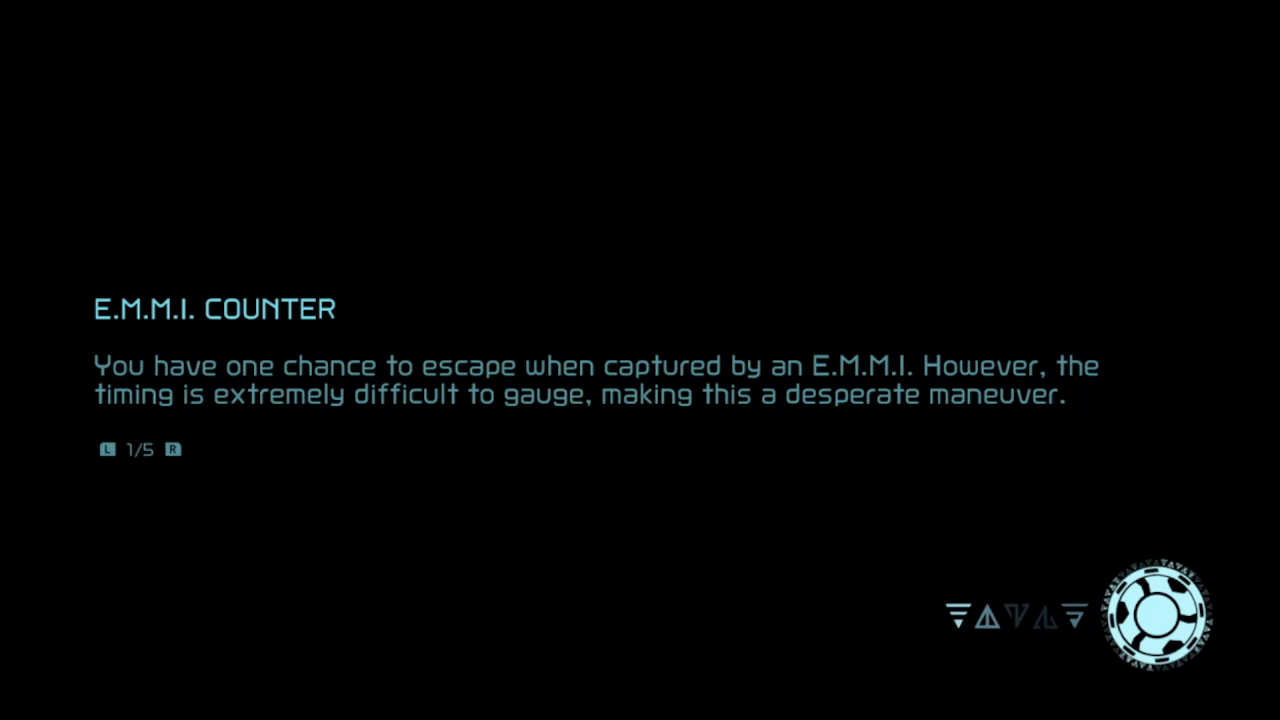 E.M.M.I. COUNTER
You have one chance to escape when captured by an E.M.M.I. However, the
timing is extremely difficult to gauge, making this a desperate maneuver.
L 1/5 R